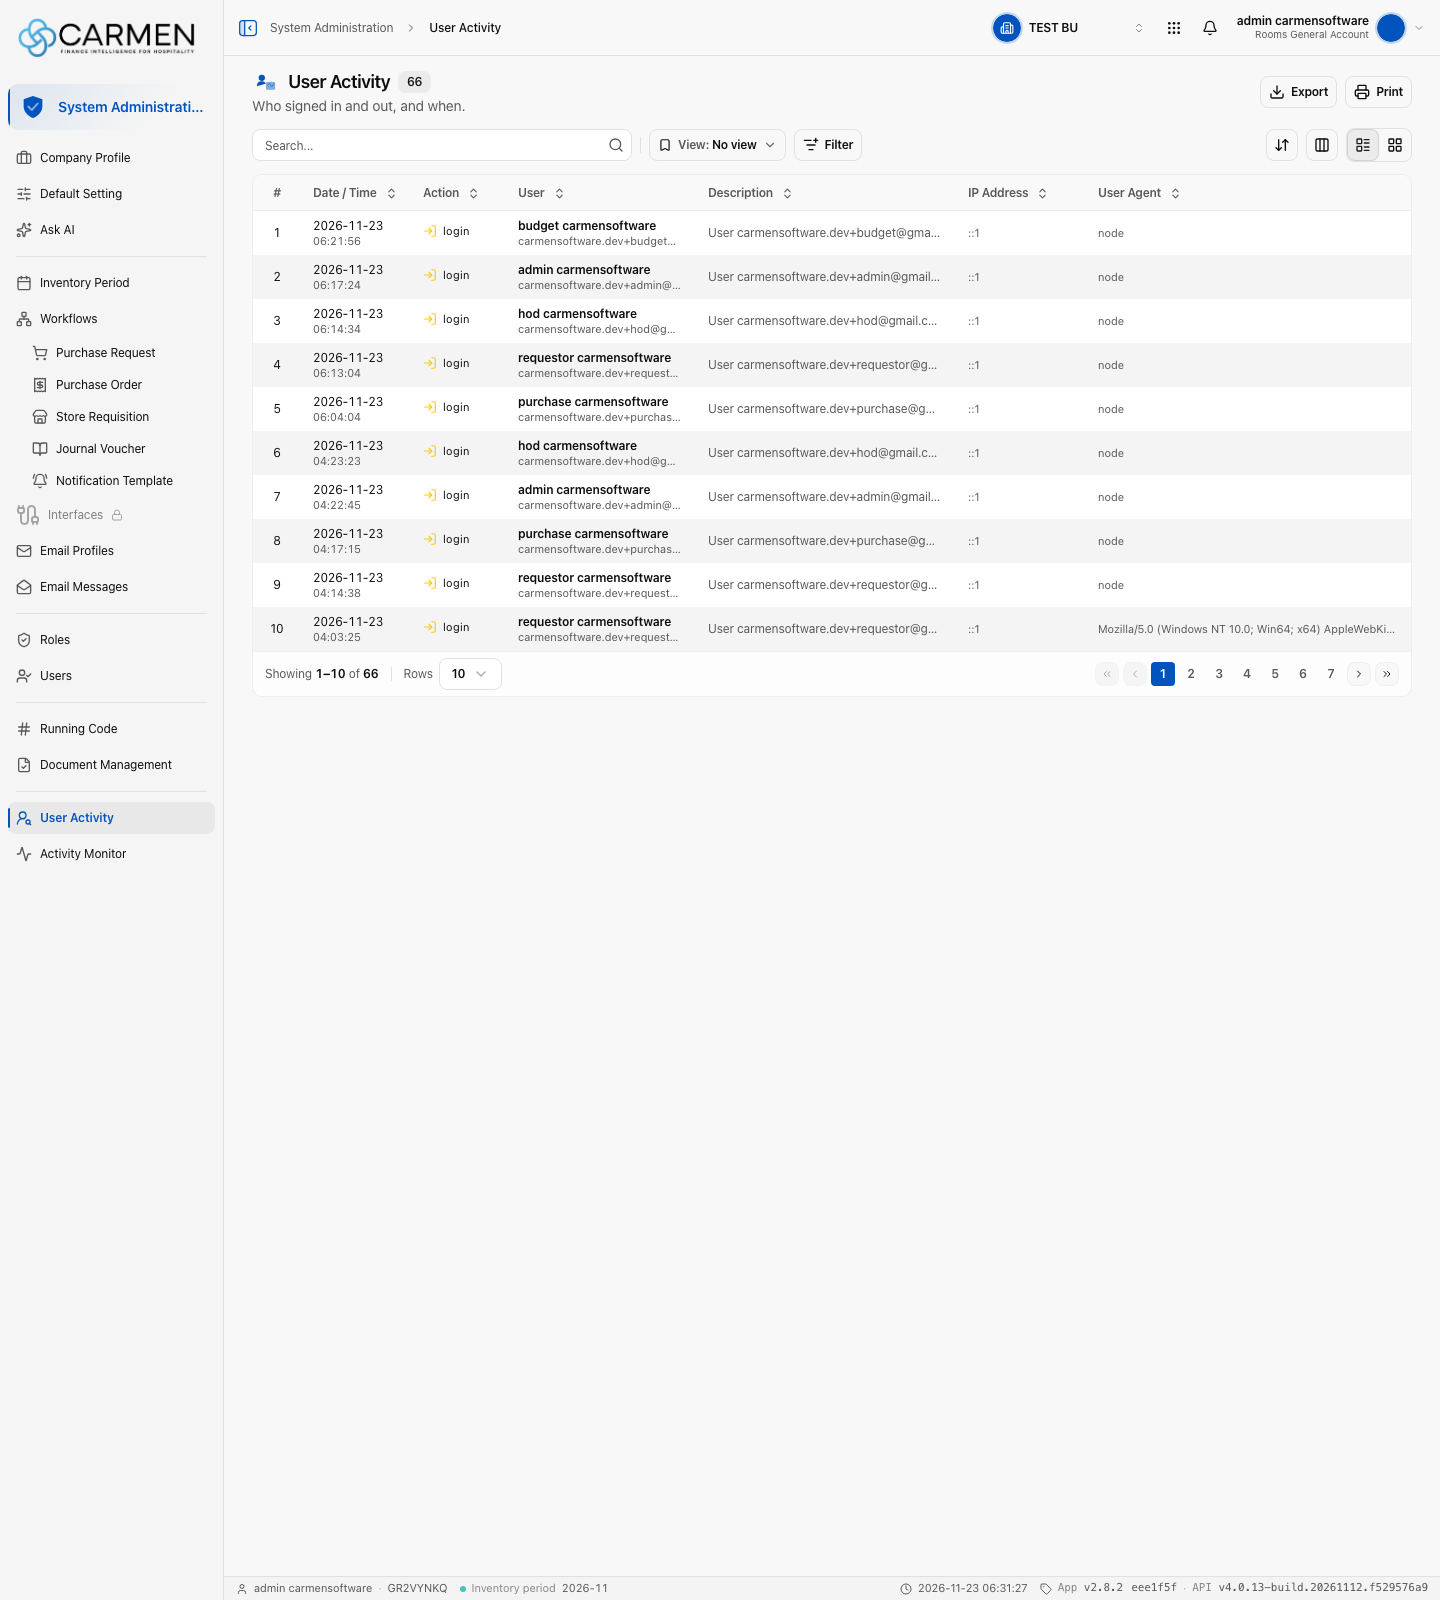 CARMEN
FINANCE INTELLIGENCE FOR HOSPITALITY
System Administrati...
Company Profile
Default Setting
Ask AI
Inventory Period
Workflows
Purchase Request
Purchase Order
Store Requisition
Journal Voucher
Notification Template
Interfaces
Email Profiles
Email Messages
Roles
Users
Running Code
Document Management
User Activity
Activity Monitor
System Administration > User Activity
TEST BU
admin carmensoftware
Rooms General Account
User Activity 66
Who signed in and out, and when.
Export Print
Search... View: No view Filter
# Date / Time Action User Description IP Address User Agent
1 2026-11-23 06:21:56 login budget carmensoftware carmensoftware.dev+budget... User carmensoftware.dev+budget@gma... ::1 node
2 2026-11-23 06:17:24 login admin carmensoftware carmensoftware.dev+admin@... User carmensoftware.dev+admin@gmail... ::1 node
3 2026-11-23 06:14:34 login hod carmensoftware carmensoftware.dev+hod@g... User carmensoftware.dev+hod@gmail.c... ::1 node
4 2026-11-23 06:13:04 login requestor carmensoftware carmensoftware.dev+request... User carmensoftware.dev+requestor@g... ::1 node
5 2026-11-23 06:04:04 login purchase carmensoftware carmensoftware.dev+purchas... User carmensoftware.dev+purchase@g... ::1 node
6 2026-11-23 04:23:23 login hod carmensoftware carmensoftware.dev+hod@g... User carmensoftware.dev+hod@gmail.c... ::1 node
7 2026-11-23 04:22:45 login admin carmensoftware carmensoftware.dev+admin@... User carmensoftware.dev+admin@gmail... ::1 node
8 2026-11-23 04:17:15 login purchase carmensoftware carmensoftware.dev+purchas... User carmensoftware.dev+purchase@g... ::1 node
9 2026-11-23 04:14:38 login requestor carmensoftware carmensoftware.dev+request... User carmensoftware.dev+requestor@g... ::1 node
10 2026-11-23 04:03:25 login requestor carmensoftware carmensoftware.dev+request... User carmensoftware.dev+requestor@g... ::1 Mozilla/5.0 (Windows NT 10.0; Win64; x64) AppleWebKi...
Showing 1–10 of 66 Rows 10 « ‹ 1 2 3 4 5 6 7 › »
admin carmensoftware · GR2VYNKQ Inventory period 2026-11 2026-11-23 06:31:27 App v2.8.2 eee1f5f · API v4.0.13-build.20261112.f529576a9